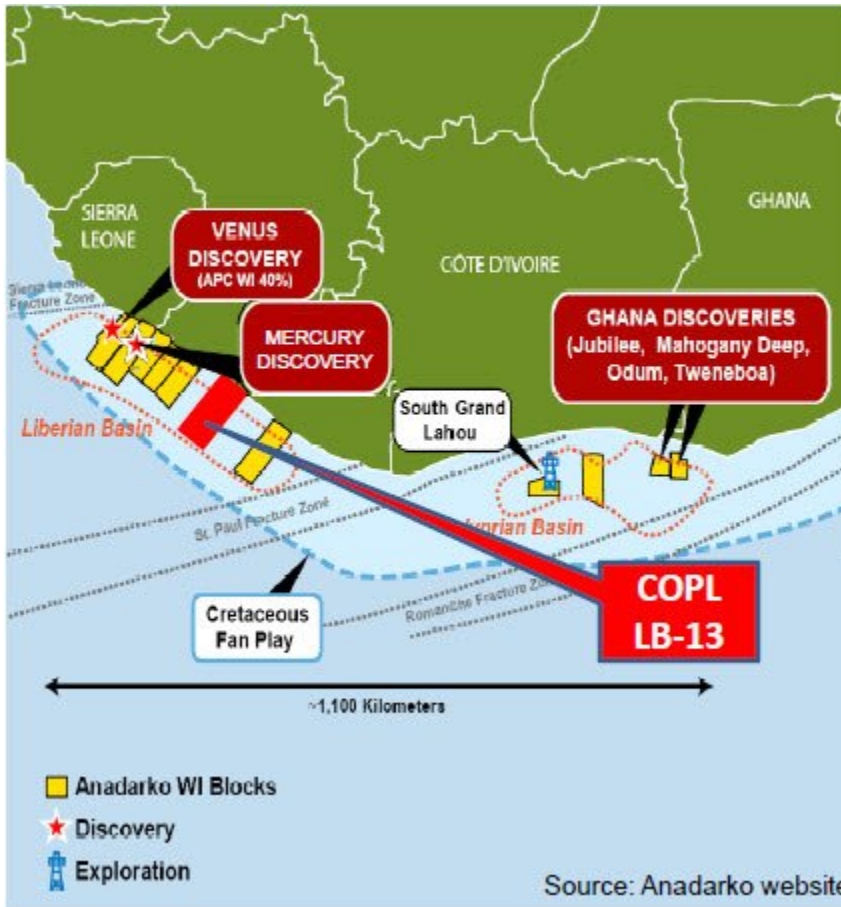 SIERRA
LEONE
VENUS
DISCOVERY
(APC WI 40%)
GHANA
CÔTE D'IVOIRE
Fracture Zone
MERCURY
DISCOVERY
GHANA DISCOVERIES
(Jubilee, Mahogany Deep,
Odum, Tweneboa)
South Grand
Lahou
Liberian Basin
St. Paul Fracture Zone
Basin
COPL
LB-13
Romanche Fracture
Cretaceous
Fan Play
~1,100 Kilometers
Anadarko WI Blocks
Discovery
Exploration
Source: Anadarko website